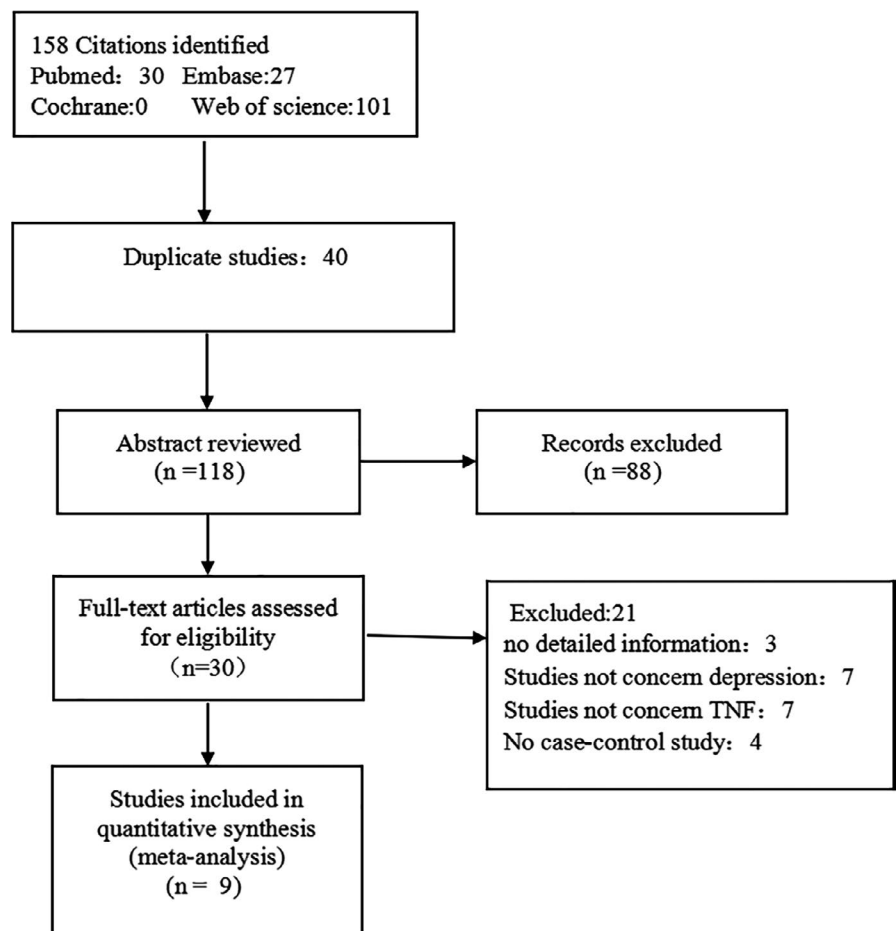 158 Citations identified
Pubmed：30 Embase:27
Cochrane:0 Web of science:101
Duplicate studies：40
Abstract reviewed
(n =118)
Records excluded
(n =88)
Full-text articles assessed
for eligibility
（n=30）
Excluded:21
no detailed information：3
Studies not concern depression：7
Studies not concern TNF：7
No case-control study：4
Studies included in
quantitative synthesis
(meta-analysis)
(n = 9)